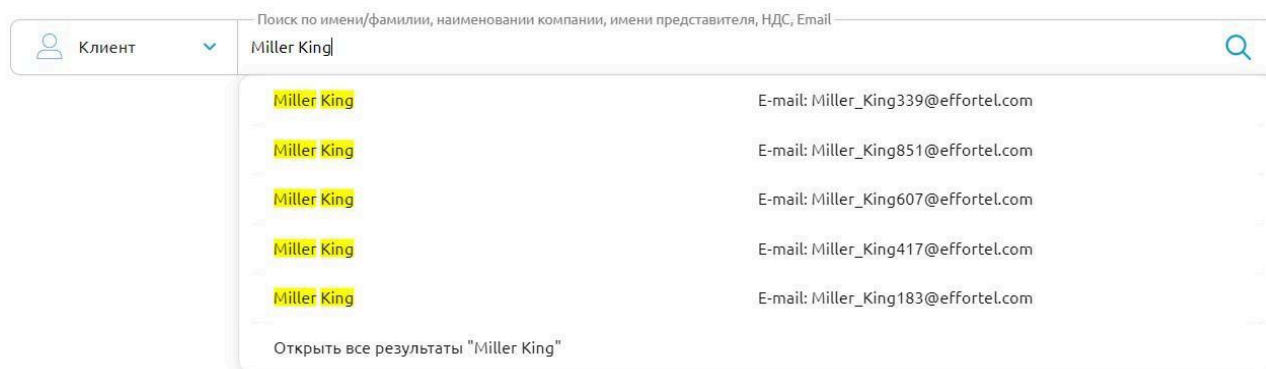 Поиск по имени/фамилии, наименовании компании, имени представителя, НДС, Email
Клиент Miller King
Miller King E-mail: Miller_King339@effortel.com
Miller King E-mail: Miller_King851@effortel.com
Miller King E-mail: Miller_King607@effortel.com
Miller King E-mail: Miller_King417@effortel.com
Miller King E-mail: Miller_King183@effortel.com
Открыть все результаты "Miller King"